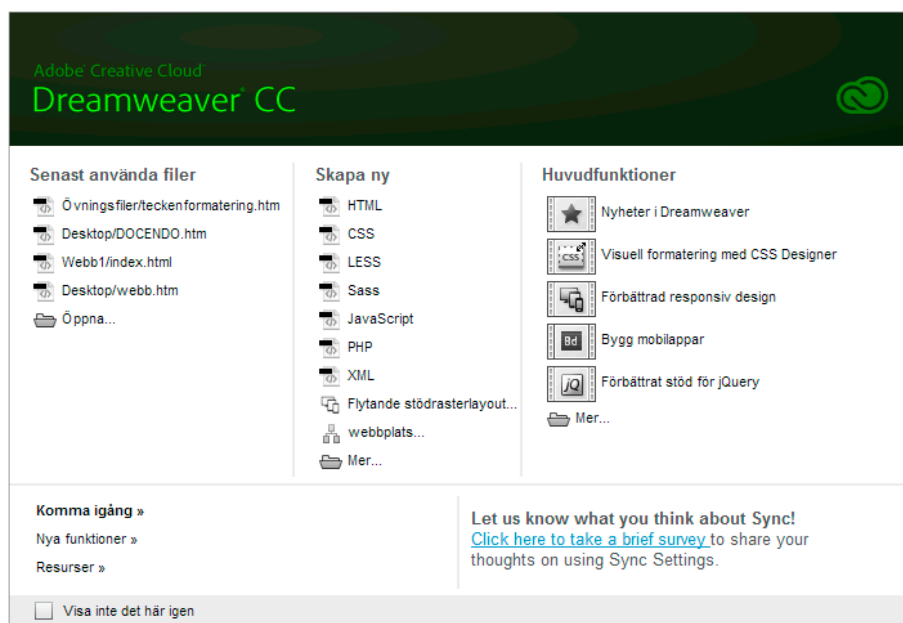 Adobe® Creative Cloud™
Dreamweaver® CC
Senast använda filer
Övningsfiler/teckenformatering.htm
Desktop/DOCENDO.htm
Webb1/index.html
Desktop/webb.htm
Öppna...
Skapa ny
HTML
CSS
LESS
Sass
JavaScript
PHP
XML
Flytande stödrasterlayout...
webbplats...
Mer...
Huvudfunktioner
Nyheter i Dreamweaver
CSS
Visuell formatering med CSS Designer
Förbättrad responsiv design
Bd
Bygg mobilappar
jQ
Förbättrat stöd för jQuery
Mer...
Komma igång »
Nya funktioner »
Resurser »
Let us know what you think about Sync!
Click here to take a brief survey to share your
thoughts on using Sync Settings.
Visa inte det här igen